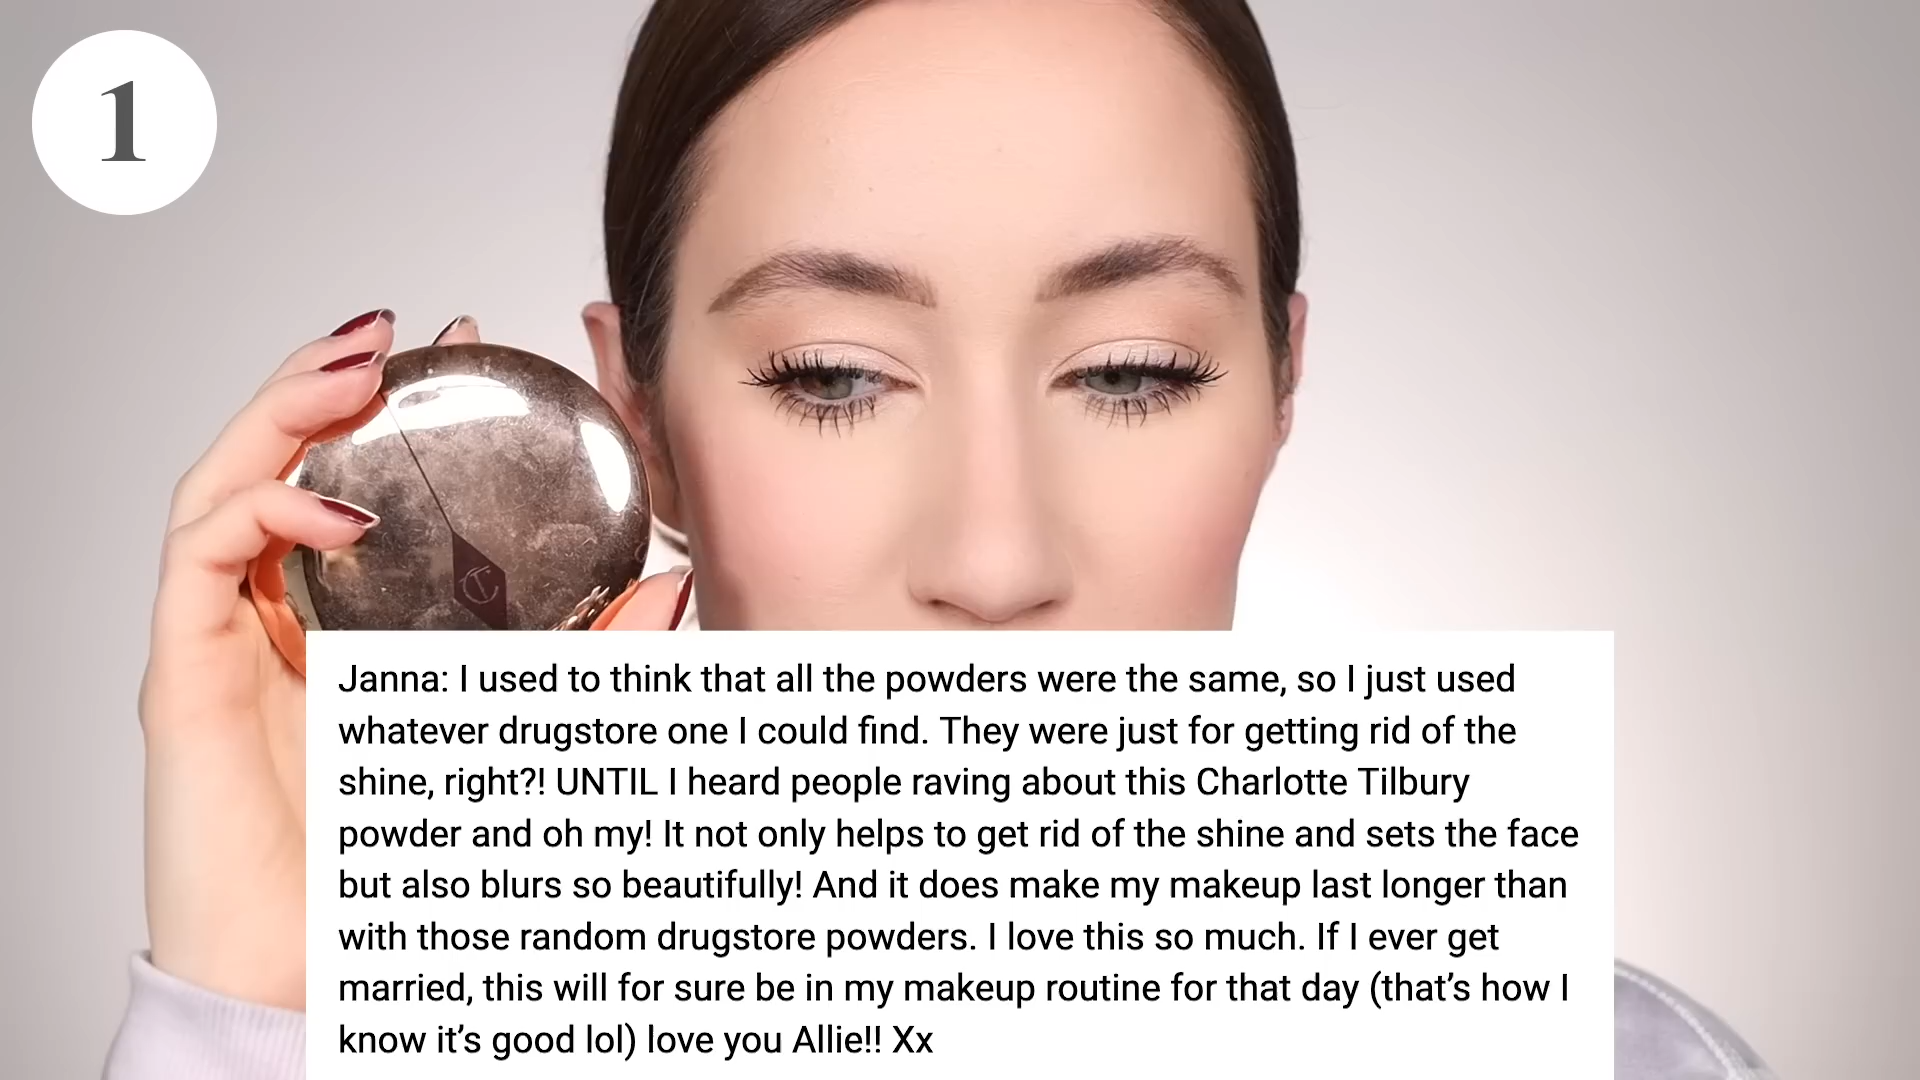 1
Janna: I used to think that all the powders were the same, so I just used
whatever drugstore one I could find. They were just for getting rid of the
shine, right?! UNTIL I heard people raving about this Charlotte Tilbury
powder and oh my! It not only helps to get rid of the shine and sets the face
but also blurs so beautifully! And it does make my makeup last longer than
with those random drugstore powders. I love this so much. If I ever get
married, this will for sure be in my makeup routine for that day (that’s how I
know it’s good lol) love you Allie!! Xx
CT